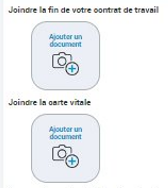 Joindre la fin de votre contrat de travail
Ajouter un
document
Joindre la carte vitale
Ajouter un
document